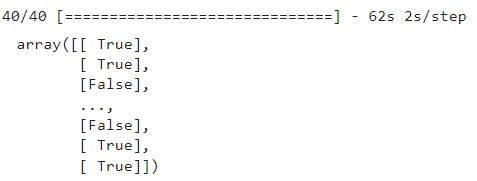 40/40 [==============================] - 62s 2s/step
array([[ True],
[ True],
[False],
...,
[False],
[ True],
[ True]])